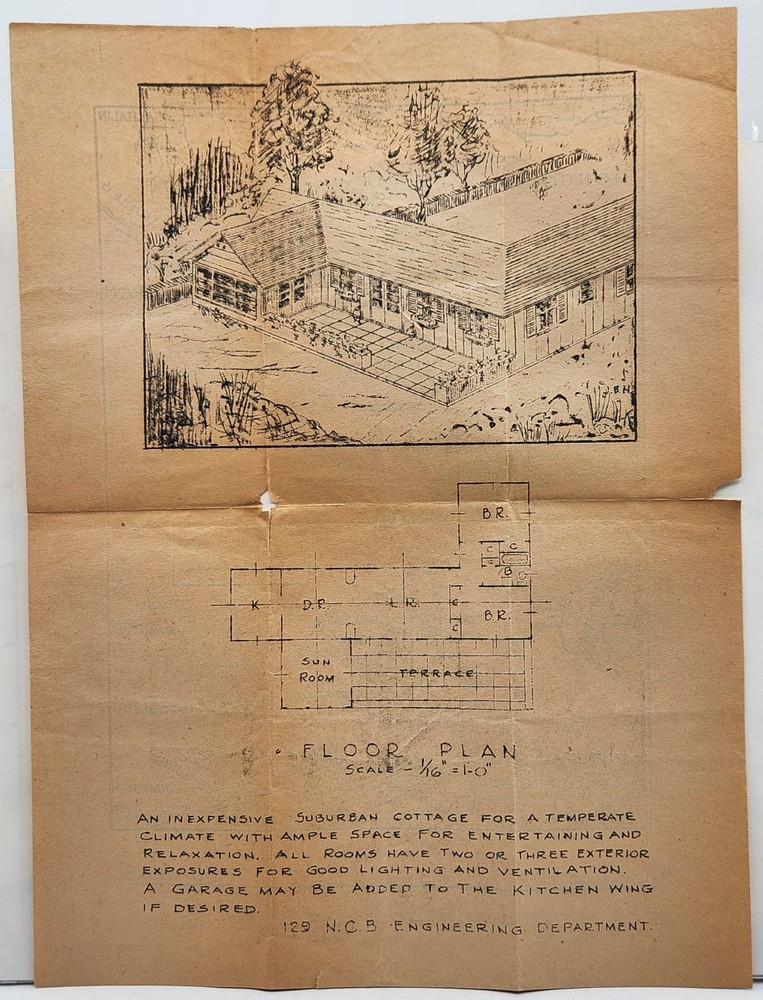 J.B.N.
B.R.
C
C
C
B
K
D.R.
L.R.
C
C
B.R.
SUN
ROOM
TERRACE
FLOOR PLAN
SCALE - 1/16" = 1'-0"
AN INEXPENSIVE SUBURBAN COTTAGE FOR A TEMPERATE
CLIMATE WITH AMPLE SPACE FOR ENTERTAINING AND
RELAXATION. ALL ROOMS HAVE TWO OR THREE EXTERIOR
EXPOSURES FOR GOOD LIGHTING AND VENTILATION.
A GARAGE MAY BE ADDED TO THE KITCHEN WING
IF DESIRED.
129 N.C.B ENGINEERING DEPARTMENT.